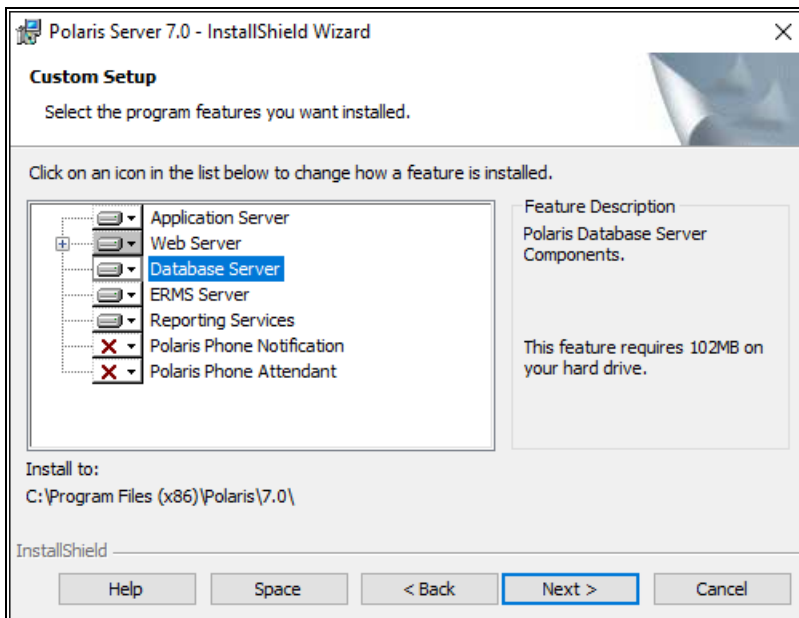 Polaris Server 7.0 - InstallShield Wizard
Custom Setup
Select the program features you want installed.
Click on an icon in the list below to change how a feature is installed.
Application Server
Web Server
Database Server
ERMS Server
Reporting Services
Polaris Phone Notification
Polaris Phone Attendant
Feature Description
Polaris Database Server
Components.
This feature requires 102MB on
your hard drive.
Install to:
C:\Program Files (x86)\Polaris\7.0\
InstallShield
Help
Space
< Back
Next >
Cancel